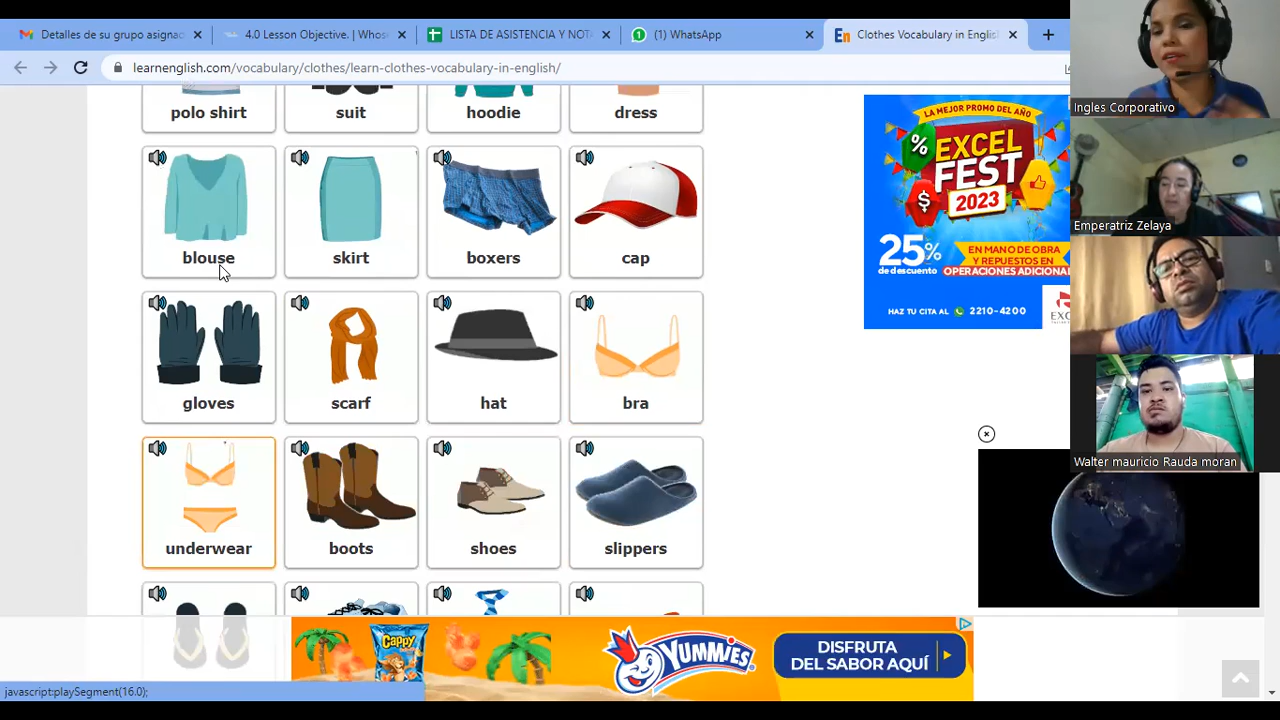 Detalles de su grupo asignac
4.0 Lesson Objective. | Whos
LISTA DE ASISTENCIA Y NOTA
(1) WhatsApp
Clothes Vocabulary in English
learnenglish.com/vocabulary/clothes/learn-clothes-vocabulary-in-english/
polo shirt
suit
hoodie
dress
blouse
skirt
boxers
cap
gloves
scarf
hat
bra
underwear
boots
shoes
slippers
LA MEJOR PROMO DEL AÑO
EXCEL
FEST
2023
25%
de descuento
EN MANO DE OBRA
Y REPUESTOS EN
OPERACIONES ADICIONAL
HAZ TU CITA AL 2210-4200
EXC
Ingles Corporativo
Emperatriz Zelaya
Walter mauricio Rauda moran
Cappy
YUMMIES
DISFRUTA
DEL SABOR AQUÍ
javascript:playSegment(16.0);